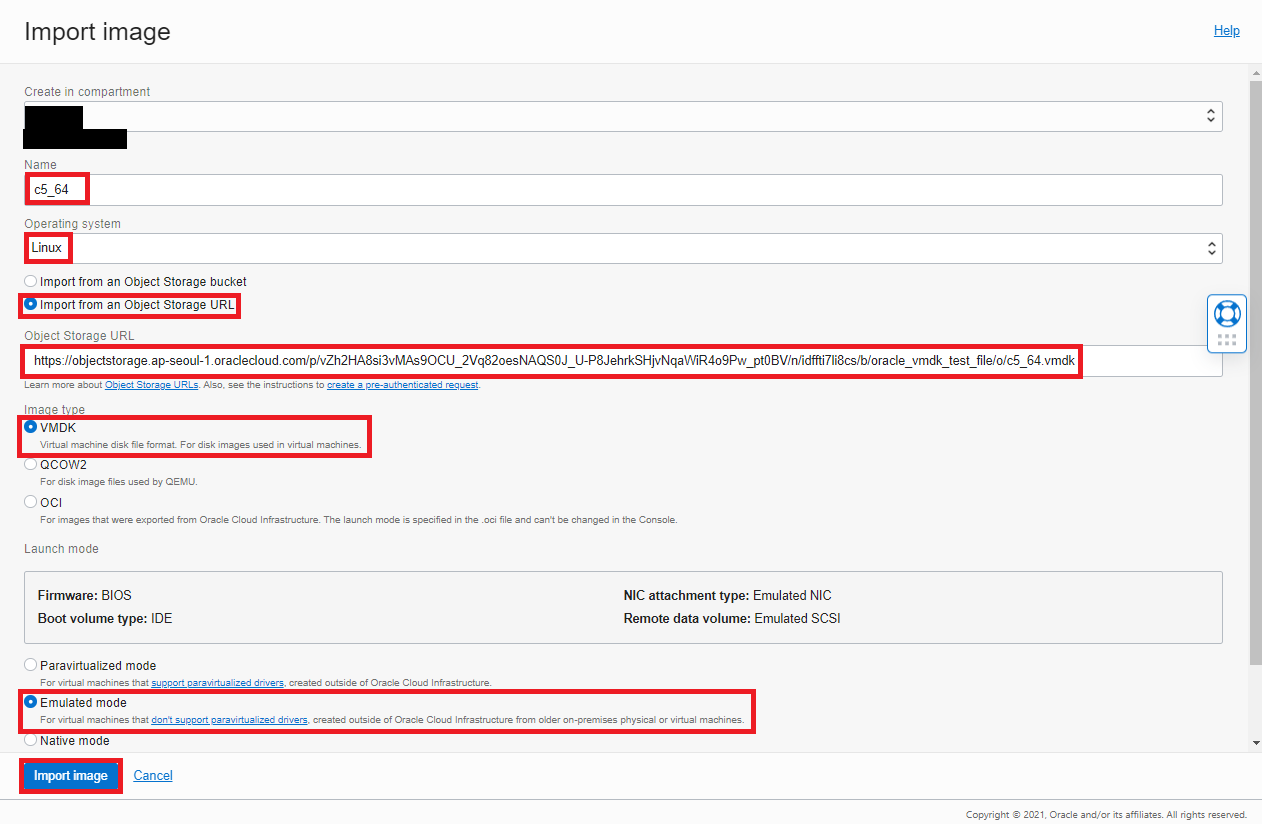 Import image
Help
Create in compartment
Name
c5_64
Operating system
Linux
Import from an Object Storage bucket
Import from an Object Storage URL
Object Storage URL
https://objectstorage.ap-seoul-1.oraclecloud.com/p/vZh2HA8si3vMAs9OCU_2Vq82oesNAQS0J_U-P8JehrkSHjvNqaWiR4o9Pw_pt0BV/n/idffti7li8cs/b/oracle_vmdk_test_file/o/c5_64.vmdk
Learn more about Object Storage URLs. Also, see the instructions to create a pre-authenticated request.
Image type
VMDK
Virtual machine disk file format. For disk images used in virtual machines.
QCOW2
For disk image files used by QEMU.
OCI
For images that were exported from Oracle Cloud Infrastructure. The launch mode is specified in the .oci file and can't be changed in the Console.
Launch mode
Firmware: BIOS
NIC attachment type: Emulated NIC
Boot volume type: IDE
Remote data volume: Emulated SCSI
Paravirtualized mode
For virtual machines that support paravirtualized drivers, created outside of Oracle Cloud Infrastructure.
Emulated mode
For virtual machines that don't support paravirtualized drivers, created outside of Oracle Cloud Infrastructure from older on-premises physical or virtual machines.
Native mode
Import image
Cancel
Copyright © 2021, Oracle and/or its affiliates. All rights reserved.